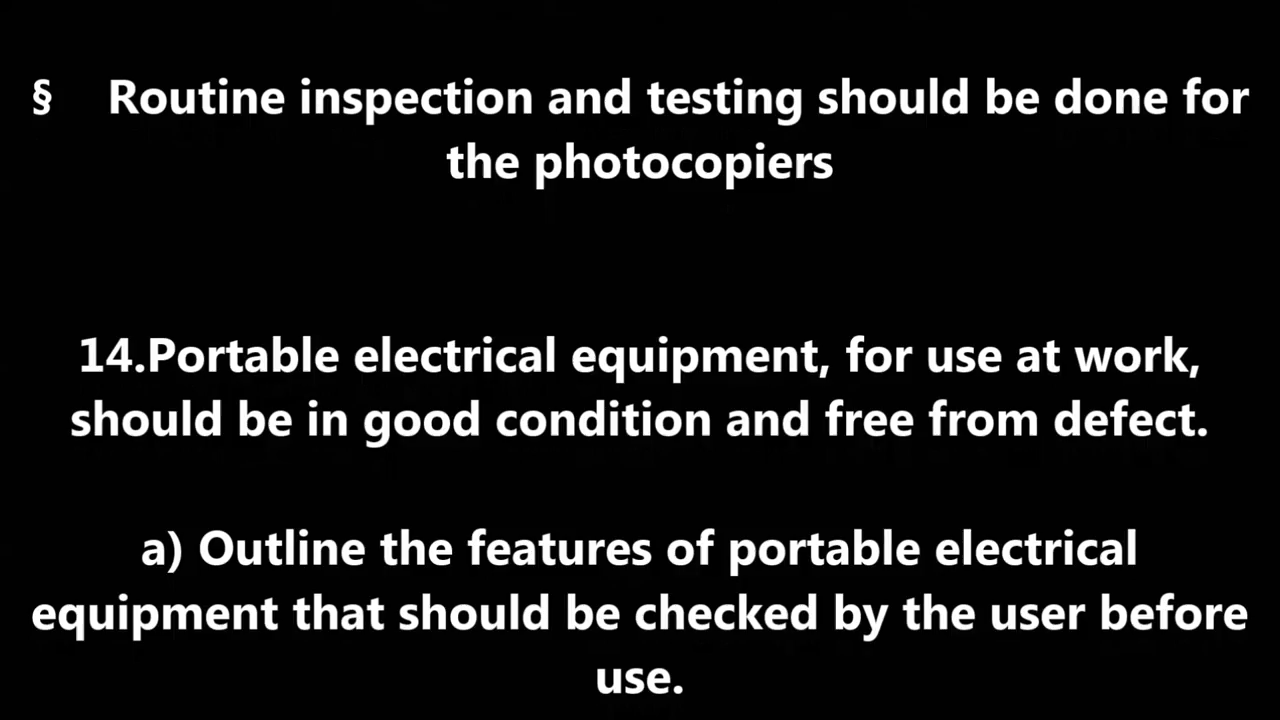 § Routine inspection and testing should be done for
the photocopiers
14.Portable electrical equipment, for use at work,
should be in good condition and free from defect.
a) Outline the features of portable electrical
equipment that should be checked by the user before
use.